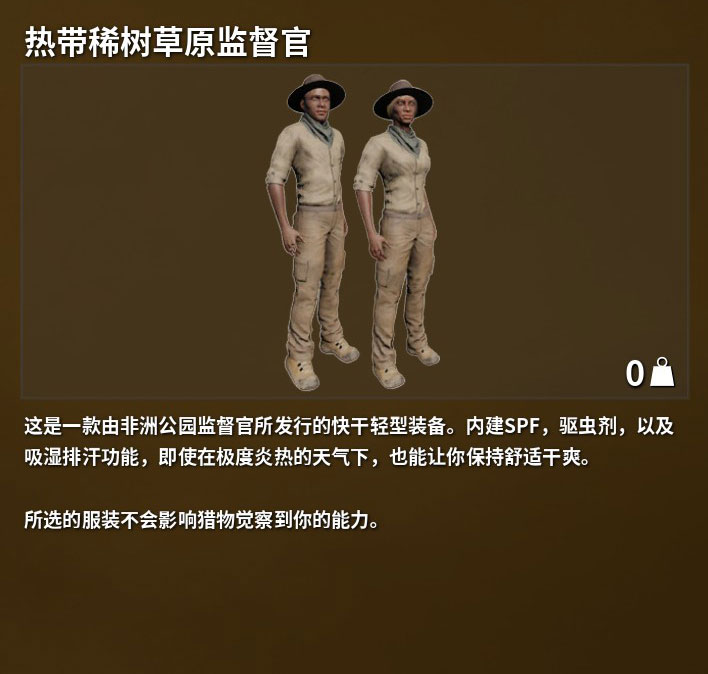 热带稀树草原监督官
0
这是一款由非洲公园监督官所发行的快干轻型装备。内建SPF，驱虫剂，以及
吸湿排汗功能，即使在极度炎热的天气下，也能让你保持舒适干爽。
所选的服装不会影响猎物觉察到你的能力。